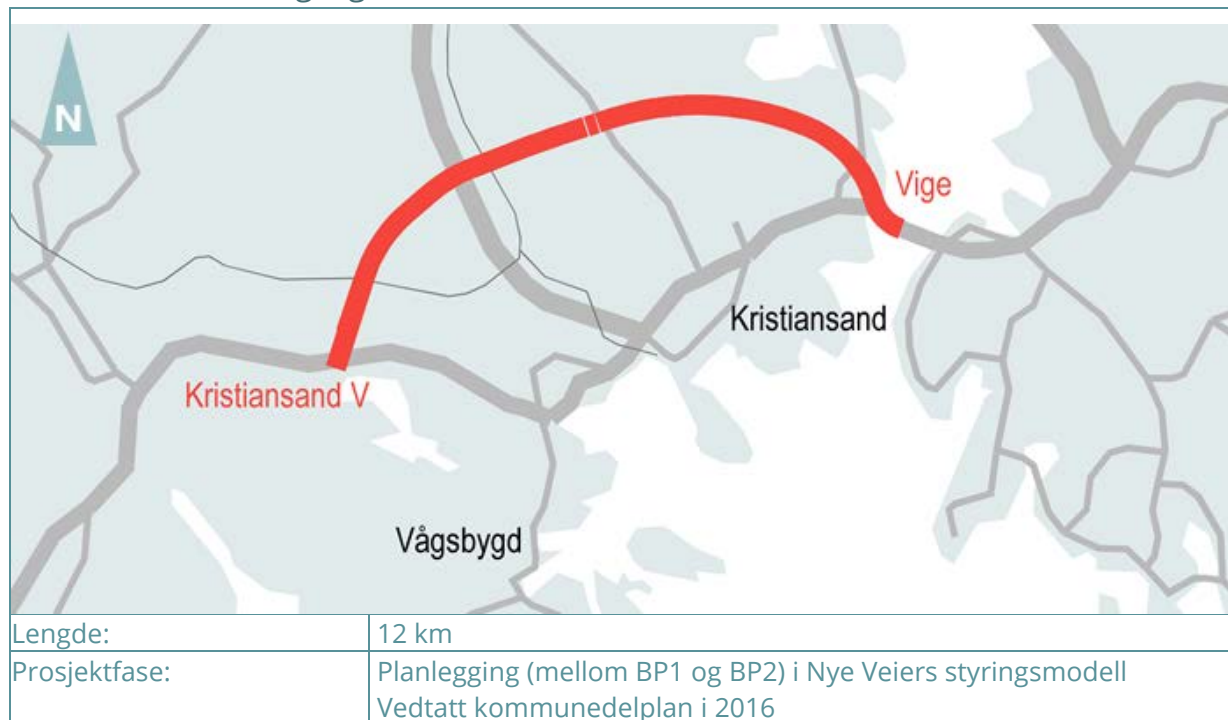 N
Vige
Kristiansand
Kristiansand V
Vågsbygd
Lengde: 12 km
Prosjektfase: Planlegging (mellom BP1 og BP2) i Nye Veiers styringsmodell
Vedtatt kommunedelplan i 2016